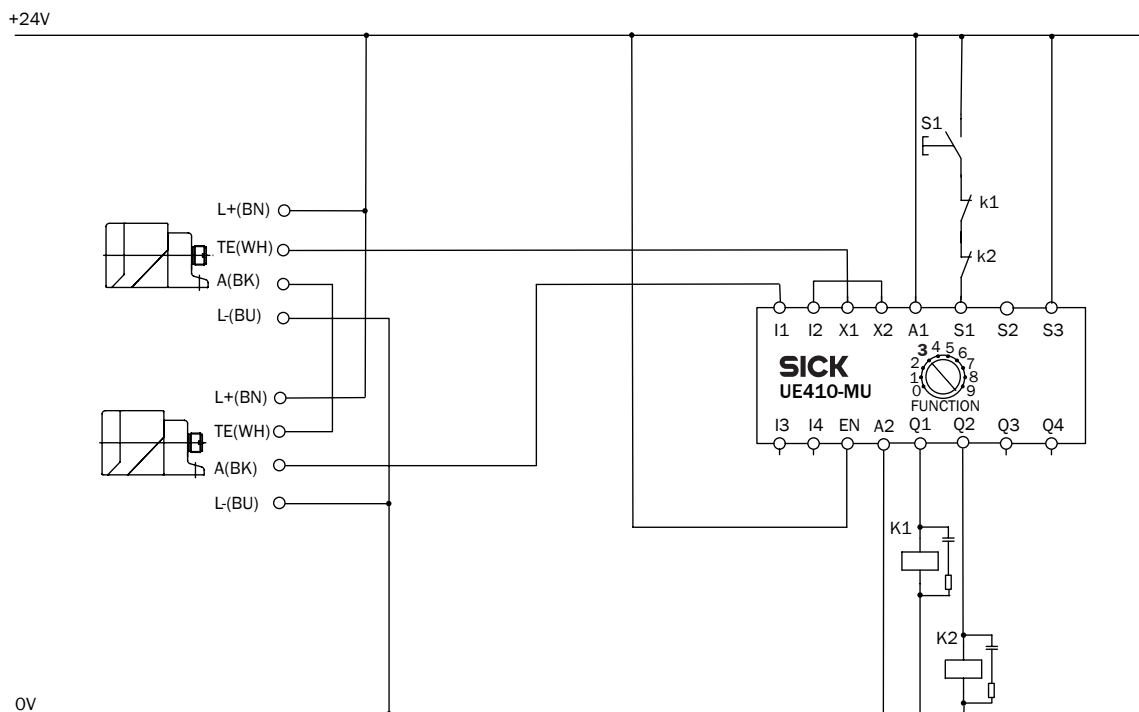 +24V
S1
k1
k2
L+(BN)
TE(WH)
A(BK)
L-(BU)
L+(BN)
TE(WH)
A(BK)
L-(BU)
I1 I2 X1 X2 A1 S1 S2 S3
SICK
UE410-MU
0 1 2 3 4 5 6 7 8 9
FUNCTION
I3 I4 EN A2 Q1 Q2 Q3 Q4
K1
K2
0V